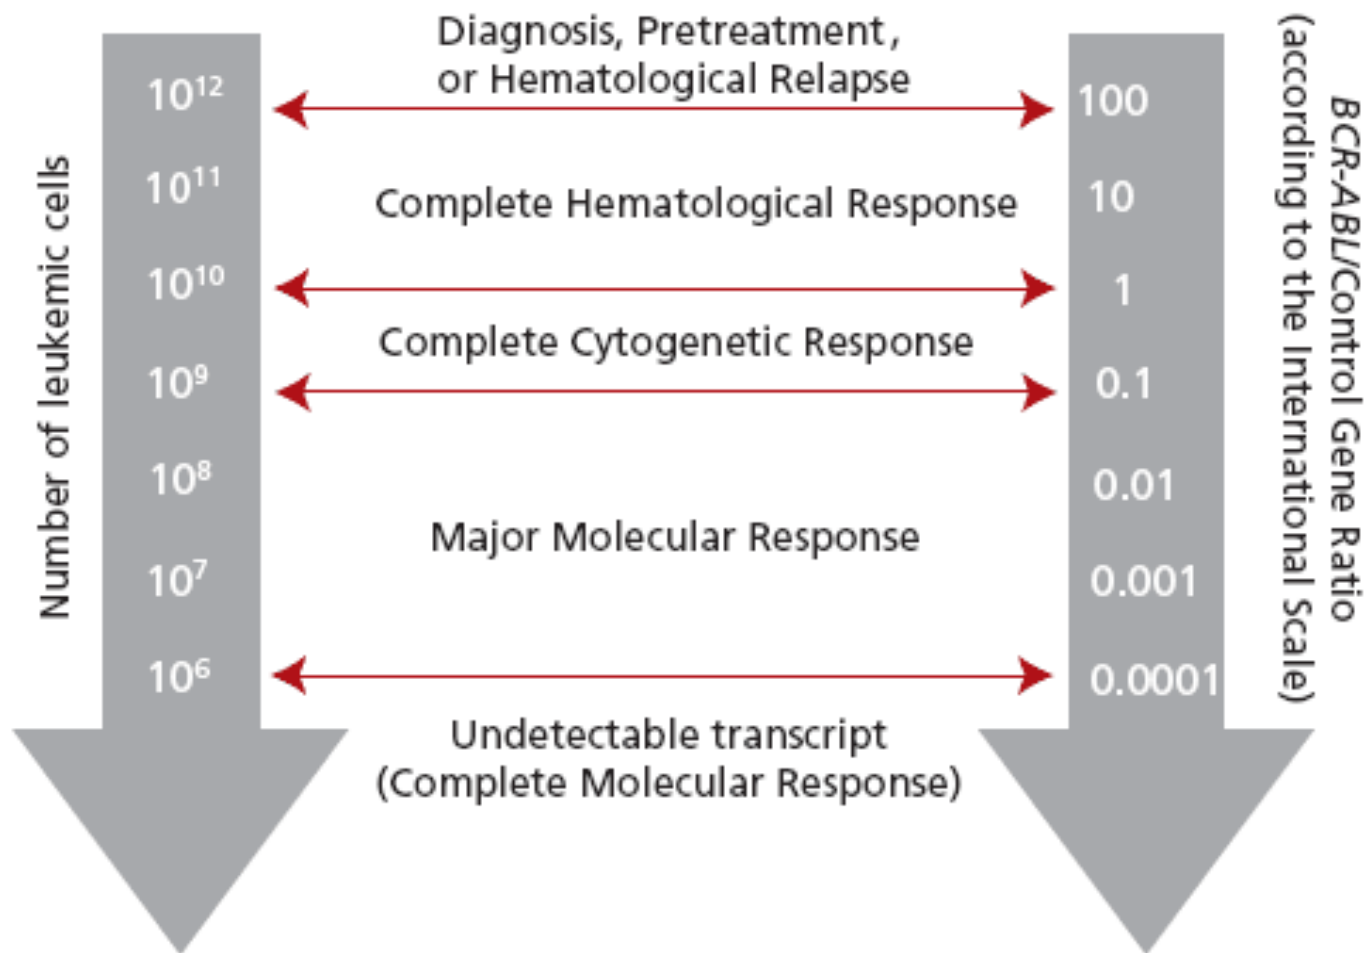 Diagnosis, Pretreatment,
or Hematological Relapse
Number of leukemic cells
10¹²
10¹¹
10¹⁰
10⁹
10⁸
10⁷
10⁶
Complete Hematological Response
Complete Cytogenetic Response
Major Molecular Response
Undetectable transcript
(Complete Molecular Response)
100
10
1
0.1
0.01
0.001
0.0001
BCR-ABL/Control Gene Ratio
(according to the International Scale)